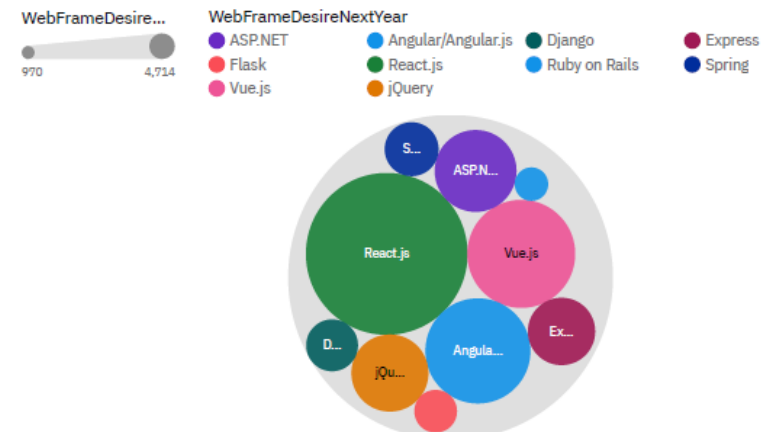 WebFrameDesire...
970 4,714
WebFrameDesireNextYear
ASP.NET Angular/Angular.js Django Express
Flask React.js Ruby on Rails Spring
Vue.js jQuery
S...
ASP.N...
React.js
Vue.js
Ex...
D...
Angula...
jQu...